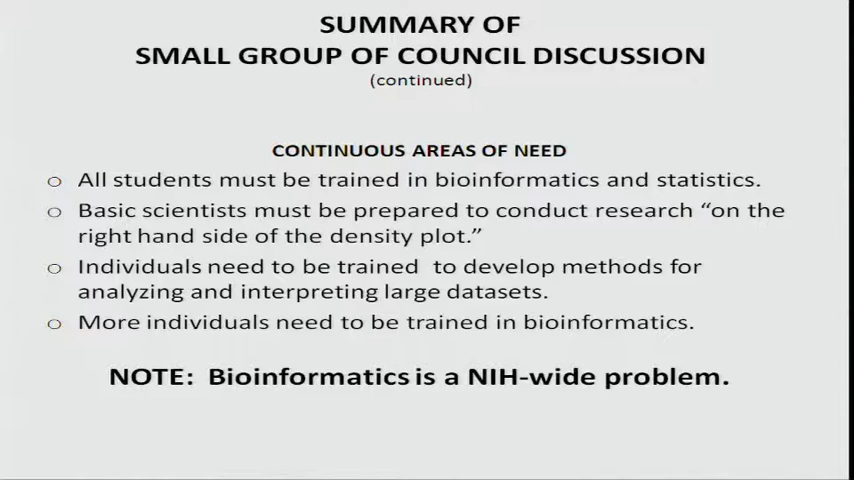 SUMMARY OF
SMALL GROUP OF COUNCIL DISCUSSION
(continued)
CONTINUOUS AREAS OF NEED
o All students must be trained in bioinformatics and statistics.
o Basic scientists must be prepared to conduct research “on the
right hand side of the density plot.”
o Individuals need to be trained to develop methods for
analyzing and interpreting large datasets.
o More individuals need to be trained in bioinformatics.
NOTE: Bioinformatics is a NIH-wide problem.